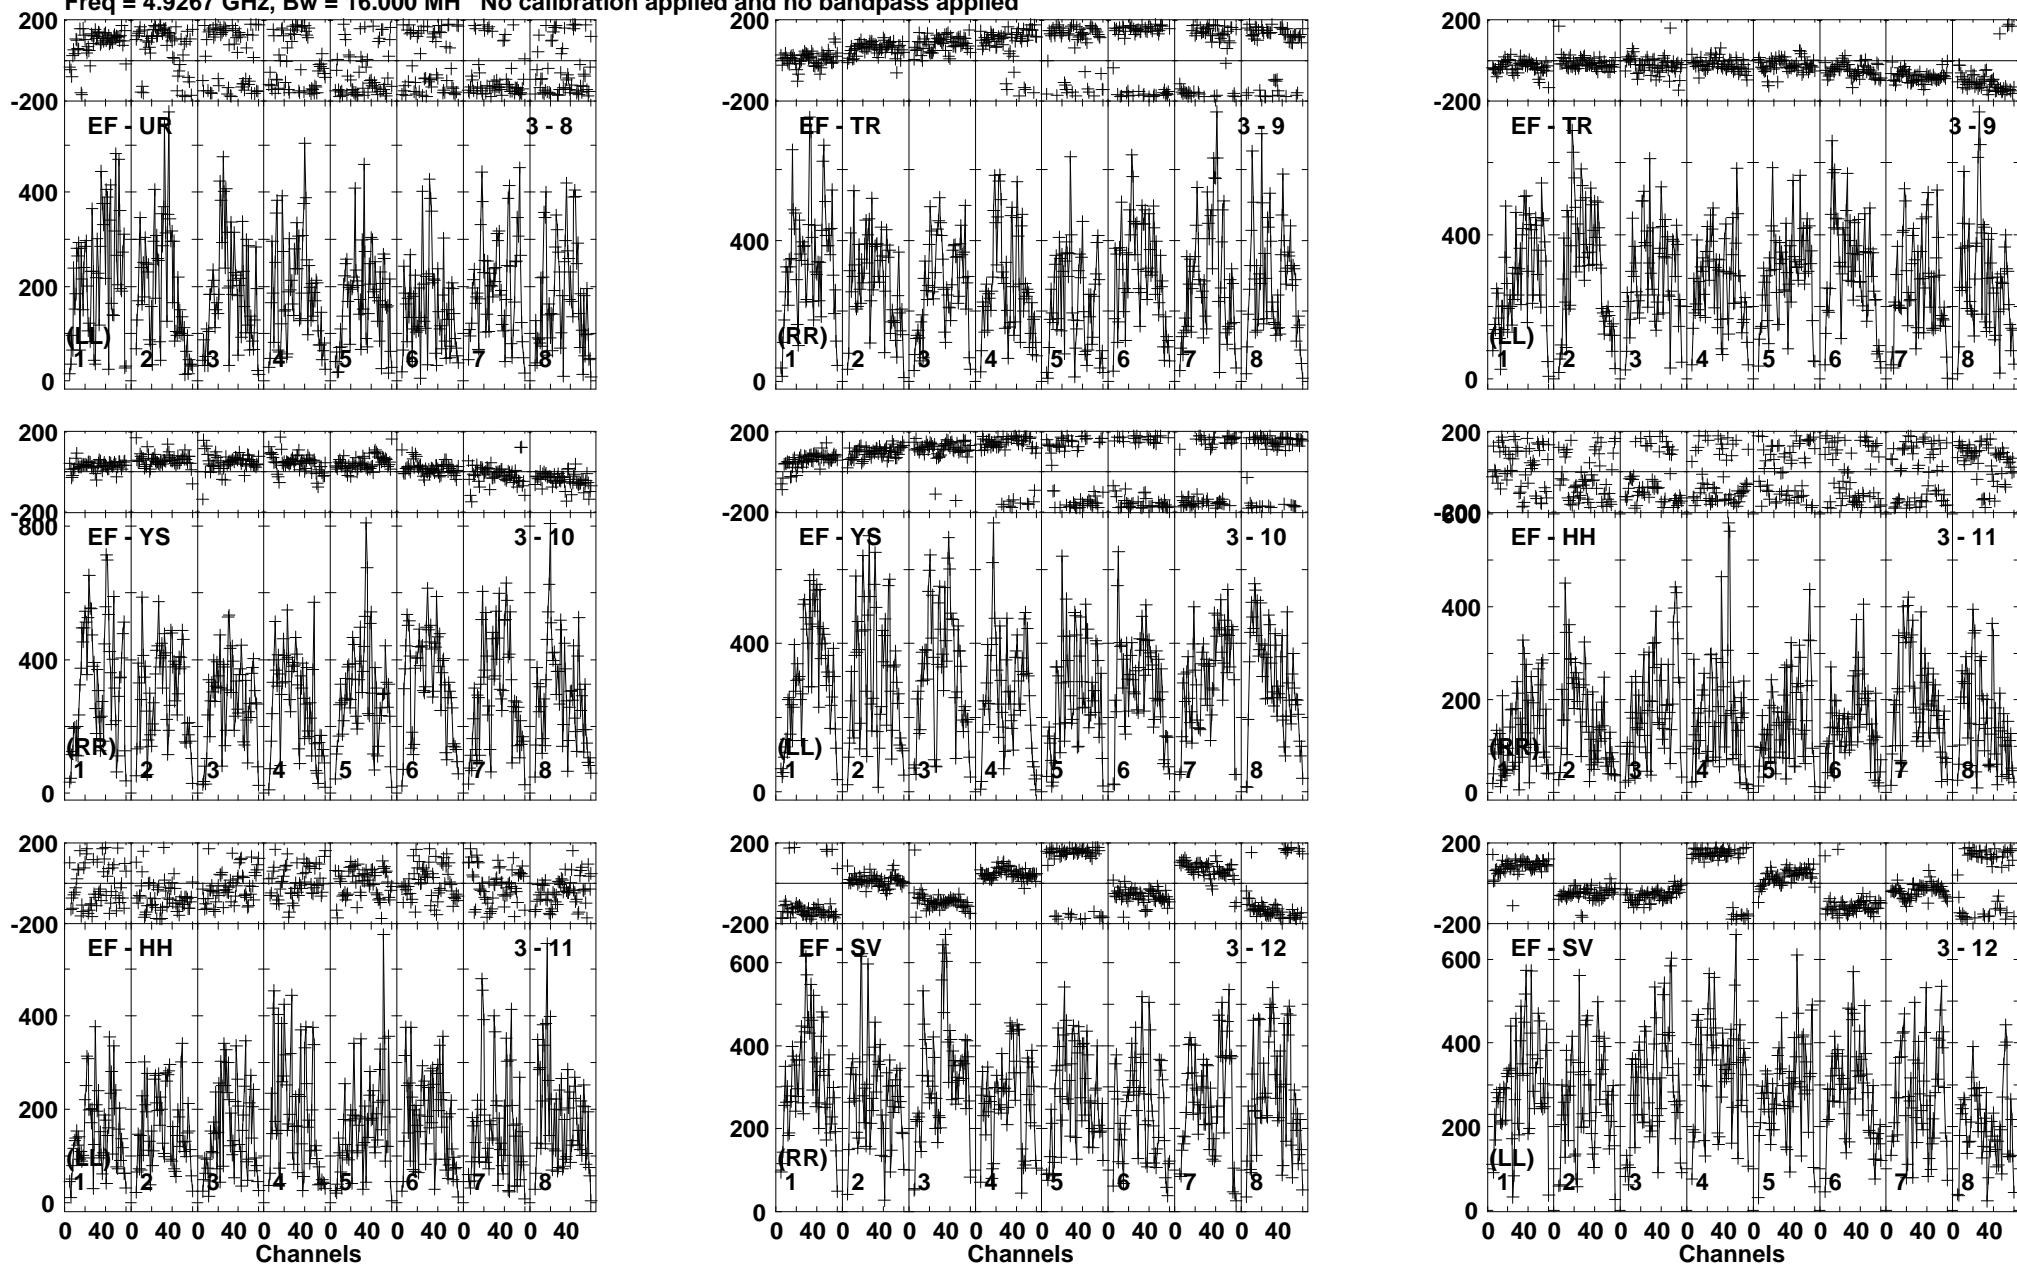 Freq = 4.9267 GHz, Bw = 16.000 MH No calibration applied and no bandpass applied
200 200 200
-200 -200 -200
EF - UR 3 - 8 EF - TR 3 - 9 EF - TR 3 - 9
400
400 400
200
(LL) (RR) (LL)
1 2 3 4 5 6 7 8 1 2 3 4 5 6 7 8 1 2 3 4 5 6 7 8
0 0 0
200 200 200
-200 -200 -200
800 600
EF - YS 3 - 10 EF - YS 3 - 10 EF - HH 3 - 11
400
400 400
200
(RR) (LL) (RR)
1 2 3 4 5 6 7 8 1 2 3 4 5 6 7 8 1 2 3 4 5 6 7 8
0 0 0
200 200 200
-200 -200 -200
EF - HH 3 - 11 EF - SV 3 - 12 EF - SV 3 - 12
600 600
400 400 400
200 200 200
(LL) (RR) (LL)
1 2 3 4 5 6 7 8 1 2 3 4 5 6 7 8 1 2 3 4 5 6 7 8
0 0 0
0 40 0 40 0 40 0 40 0 40 0 40 0 40 0 40 0 40 0 40 0 40 0 40 0 40 0 40 0 40 0 40 0 40 0 40 0 40 0 40 0 40 0 40 0 40 0 40
Channels Channels Channels